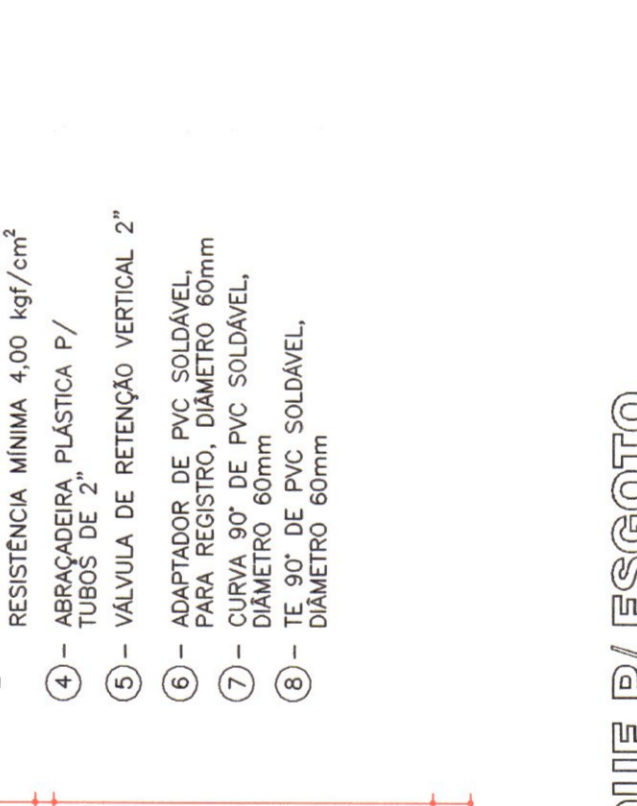 RESISTÊNCIA MÍNIMA 4,00 kgf/cm²
4 - ABRAÇADEIRA PLÁSTICA P/
TUBOS DE 2"
5 - VÁLVULA DE RETENÇÃO VERTICAL 2"
6 - ADAPTADOR DE PVC SOLDÁVEL,
PARA REGISTRO, DIÂMETRO 60mm
7 - CURVA 90° DE PVC SOLDÁVEL,
DIÂMETRO 60mm
8 - TE 90° DE PVC SOLDÁVEL,
DIÂMETRO 60mm
P/ ESGOTO